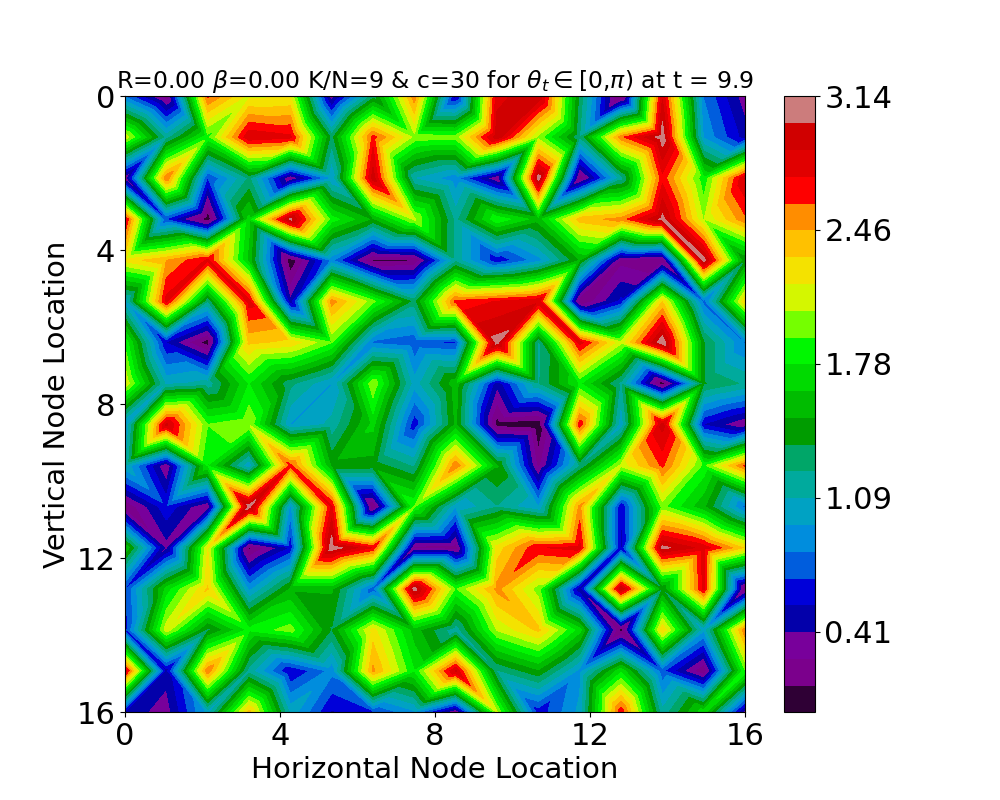 R=0.00 β=0.00 K/N=9 & c=30 for θₜ ∈ [0,π) at t = 9.9
0
4
8
12
16
0 4 8 12 16
Vertical Node Location
Horizontal Node Location
3.14
2.46
1.78
1.09
0.41